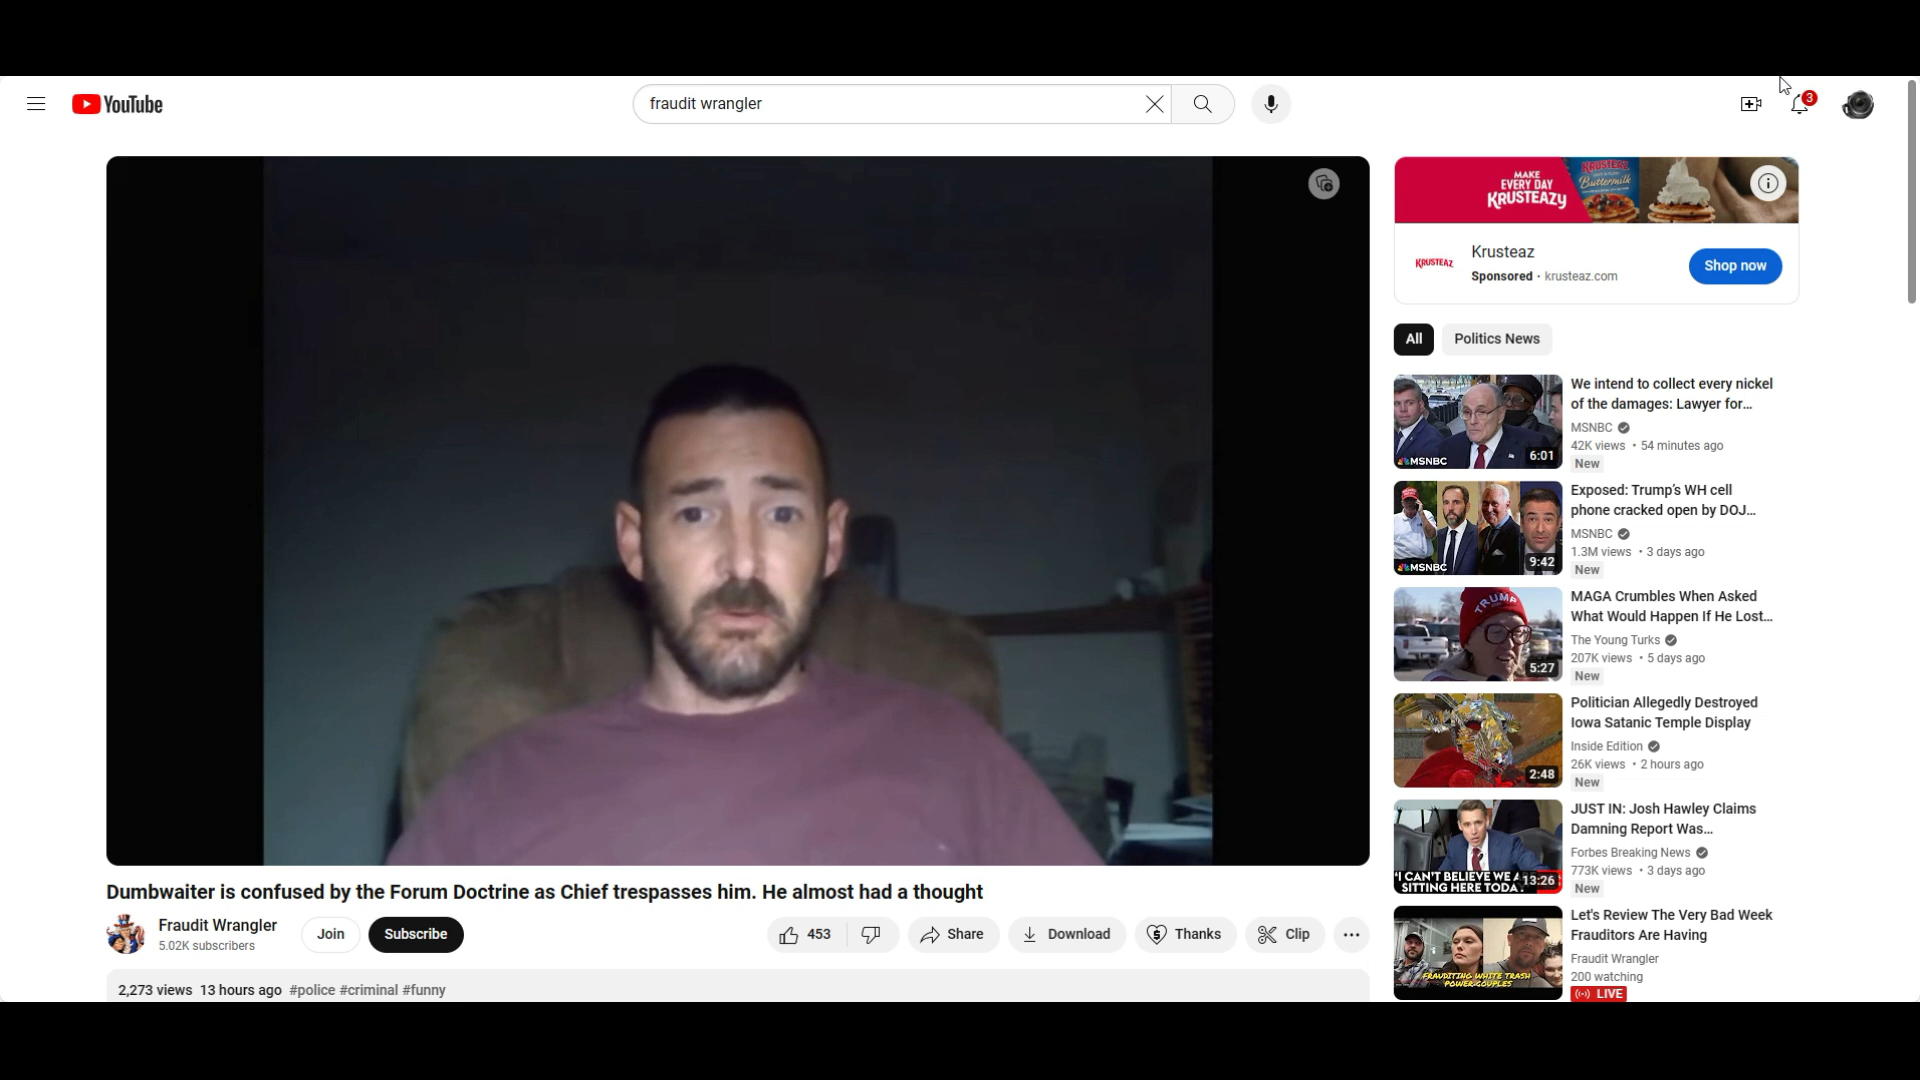 YouTube
fraudit wrangler
3
MAKE
EVERY DAY
KRUSTEAZY
KRUSTEAZ
Buttermilk
KRUSTEAZ
Krusteaz
Sponsored · krusteaz.com
Shop now
All
Politics News
We intend to collect every nickel
of the damages: Lawyer for...
MSNBC
42K views · 54 minutes ago
New
MSNBC
6:01
Exposed: Trump's WH cell
phone cracked open by DOJ...
MSNBC
1.3M views · 3 days ago
New
MSNBC
9:42
TRUMP
5:27
MAGA Crumbles When Asked
What Would Happen If He Lost...
The Young Turks
207K views · 5 days ago
New
2:48
Politician Allegedly Destroyed
Iowa Satanic Temple Display
Inside Edition
26K views · 2 hours ago
New
JUST IN: Josh Hawley Claims
Damning Report Was...
Forbes Breaking News
773K views · 3 days ago
New
'I CAN'T BELIEVE WE A
SITTING HERE TODA
13:26
Let's Review The Very Bad Week
Frauditors Are Having
Fraudit Wrangler
200 watching
LIVE
FRAUDITING WHITE TRASH
POWER COUPLES
Dumbwaiter is confused by the Forum Doctrine as Chief trespasses him. He almost had a thought
Fraudit Wrangler
5.02K subscribers
Join
Subscribe
453
Share
Download
Thanks
Clip
2,273 views 13 hours ago #police #criminal #funny